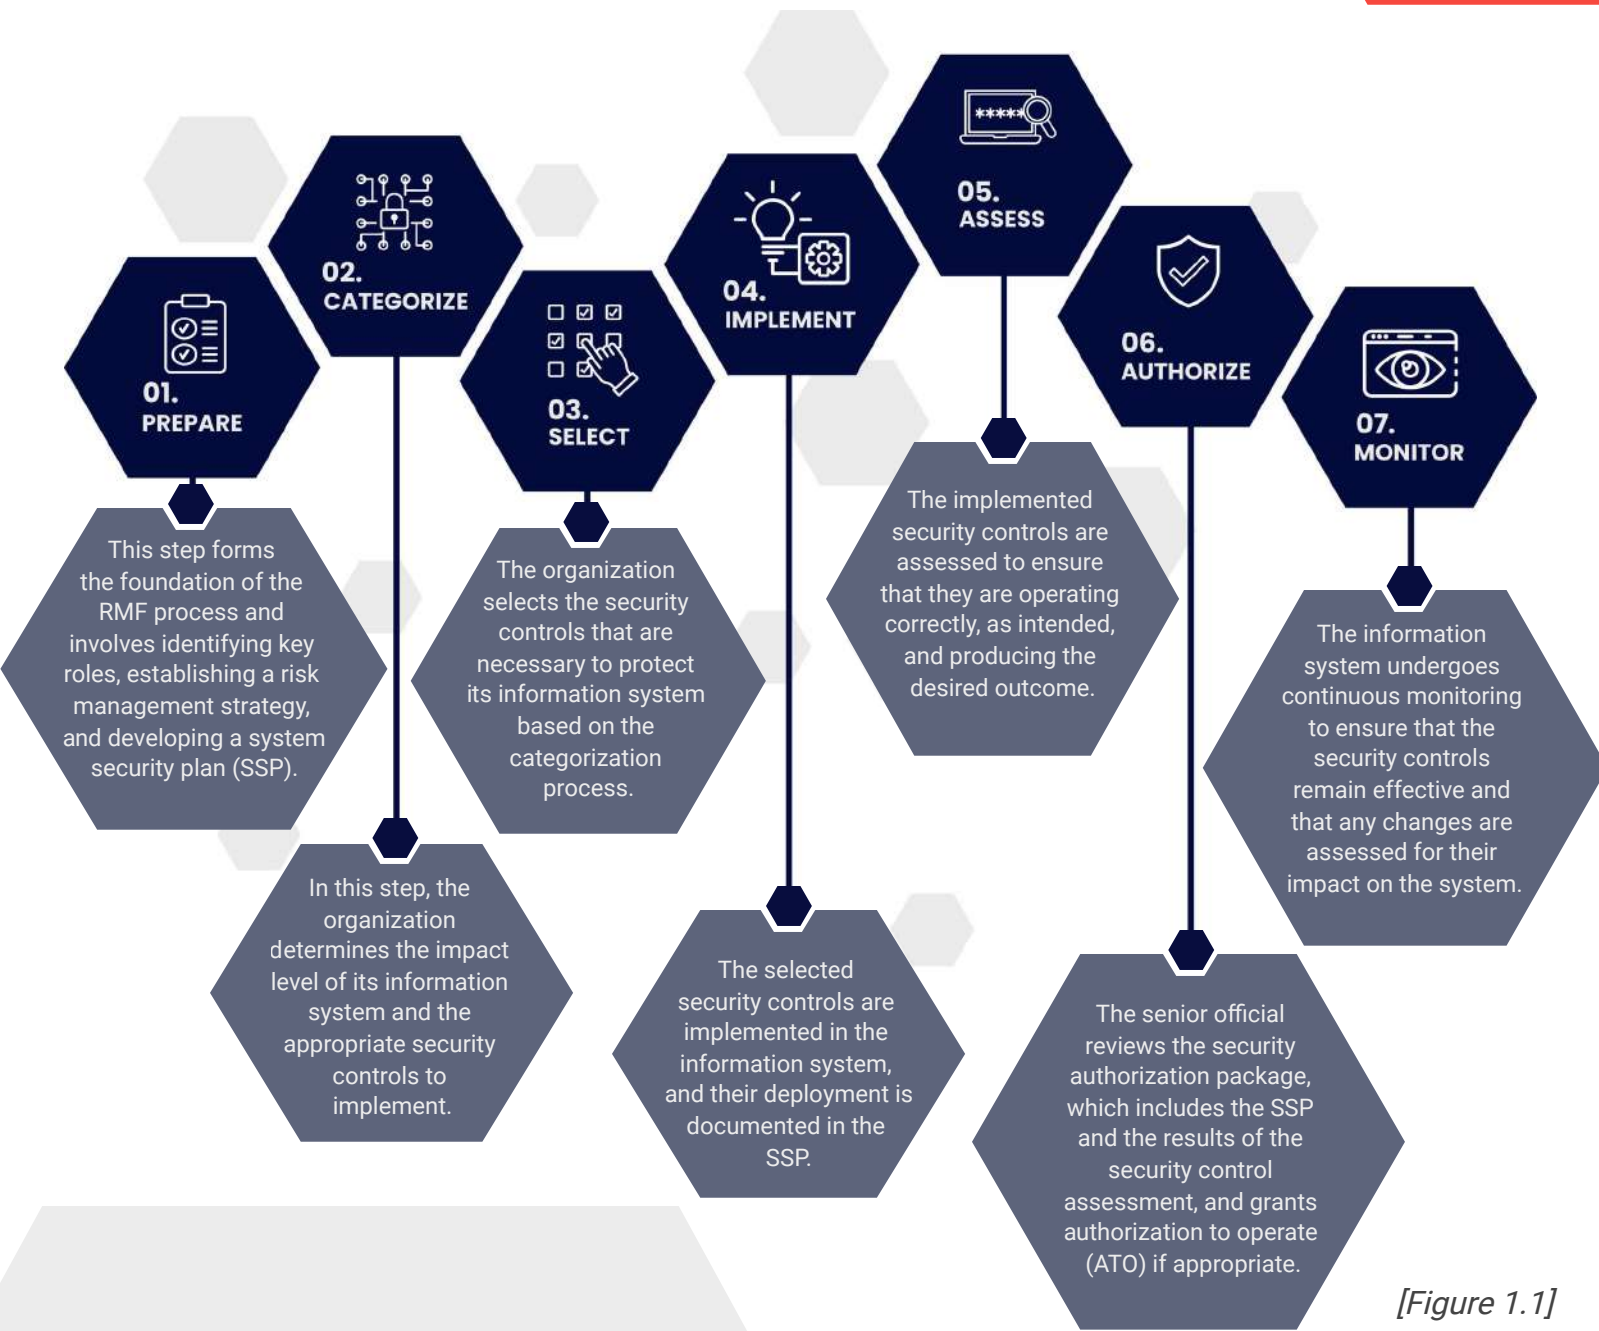 01.
PREPARE
This step forms
the foundation of the
RMF process and
involves identifying key
roles, establishing a risk
management strategy,
and developing a system
security plan (SSP).
02.
CATEGORIZE
In this step, the
organization
determines the impact
level of its information
system and the
appropriate security
controls to
implement.
03.
SELECT
The organization
selects the security
controls that are
necessary to protect
its information system
based on the
categorization
process.
04.
IMPLEMENT
The selected
security controls are
implemented in the
information system,
and their deployment is
documented in the
SSP.
*****
05.
ASSESS
The implemented
security controls are
assessed to ensure
that they are operating
correctly, as intended,
and producing the
desired outcome.
06.
AUTHORIZE
The senior official
reviews the security
authorization package,
which includes the SSP
and the results of the
security control
assessment, and grants
authorization to operate
(ATO) if appropriate.
07.
MONITOR
The information
system undergoes
continuous monitoring
to ensure that the
security controls
remain effective and
that any changes are
assessed for their
impact on the system.
[Figure 1.1]